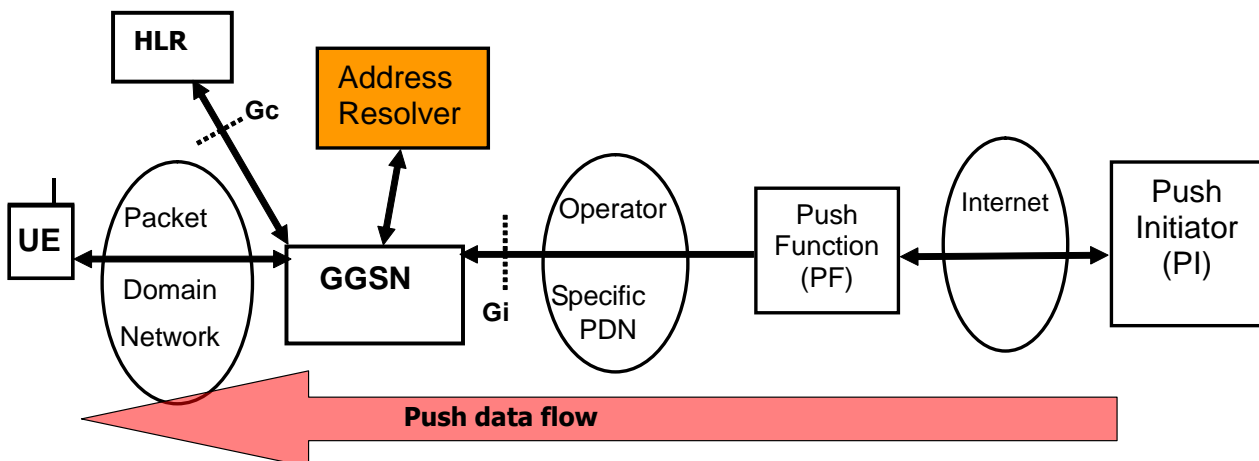 HLR
Gc
Address
Resolver
UE
Packet
Domain
Network
GGSN
Gi
Operator
Specific
PDN
Push
Function
(PF)
Internet
Push
Initiator
(PI)
Push data flow